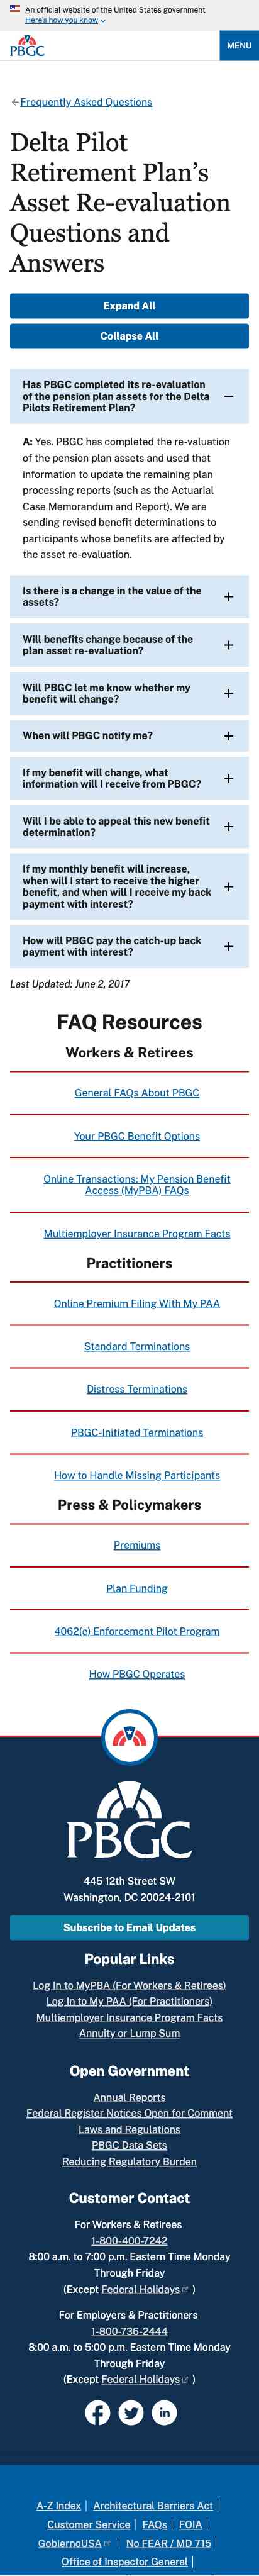 An official website of the United States government
Here's how you know
PBGC
MENU
Frequently Asked Questions
Delta Pilot
Retirement Plan's
Asset Re-evaluation
Questions and
Answers
Expand All
Collapse All
Has PBGC completed its re-evaluation
of the pension plan assets for the Delta
Pilots Retirement Plan?
A: Yes. PBGC has completed the re-valuation
of the pension plan assets and used that
information to update the remaining plan
processing reports (such as the Actuarial
Case Memorandum and Report). We are
sending revised benefit determinations to
participants whose benefits are affected by
the asset re-evaluation.
Is there is a change in the value of the
assets?
Will benefits change because of the
plan asset re-evaluation?
Will PBGC let me know whether my
benefit will change?
When will PBGC notify me?
If my benefit will change, what
information will I receive from PBGC?
Will I be able to appeal this new benefit
determination?
If my monthly benefit will increase,
when will I start to receive the higher
benefit, and when will I receive my back
payment with interest?
How will PBGC pay the catch-up back
payment with interest?
Last Updated: June 2, 2017
FAQ Resources
Workers & Retirees
General FAQs About PBGC
Your PBGC Benefit Options
Online Transactions: My Pension Benefit
Access (MyPBA) FAQs
Multiemployer Insurance Program Facts
Practitioners
Online Premium Filing With My PAA
Standard Terminations
Distress Terminations
PBGC-Initiated Terminations
How to Handle Missing Participants
Press & Policymakers
Premiums
Plan Funding
4062(e) Enforcement Pilot Program
How PBGC Operates
PBGC
445 12th Street SW
Washington, DC 20024-2101
Subscribe to Email Updates
Popular Links
Log In to MyPBA (For Workers & Retirees)
Log In to My PAA (For Practitioners)
Multiemployer Insurance Program Facts
Annuity or Lump Sum
Open Government
Annual Reports
Federal Register Notices Open for Comment
Laws and Regulations
PBGC Data Sets
Reducing Regulatory Burden
Customer Contact
For Workers & Retirees
1-800-400-7242
8:00 a.m. to 7:00 p.m. Eastern Time Monday
Through Friday
(Except Federal Holidays )
For Employers & Practitioners
1-800-736-2444
8:00 a.m. to 5:00 p.m. Eastern Time Monday
Through Friday
(Except Federal Holidays )
in
A-Z Index | Architectural Barriers Act |
Customer Service | FAQs | FOIA |
GobiernoUSA | No FEAR / MD 715 |
Office of Inspector General |